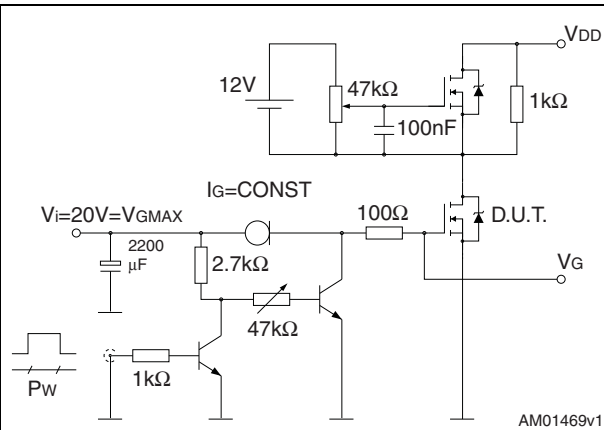 VDD
12V
47kΩ
1kΩ
100nF
IG=CONST
Vi=20V=VGMAX
100Ω
D.U.T.
2200
μF
2.7kΩ
VG
47kΩ
1kΩ
PW
AM01469v1